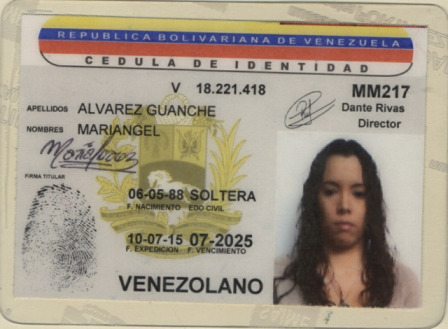 REPUBLICA BOLIVARIANA DE VENEZUELA
CEDULA DE IDENTIDAD
V 18.221.418
MM217
Dante Rivas
Director
APELLIDOS ALVAREZ GUANCHE
NOMBRES MARIANGEL
FIRMA TITULAR
06-05-88 SOLTERA
F. NACIMIENTO EDO CIVIL
10-07-15 07-2025
F. EXPEDICION F. VENCIMIENTO
VENEZOLANO